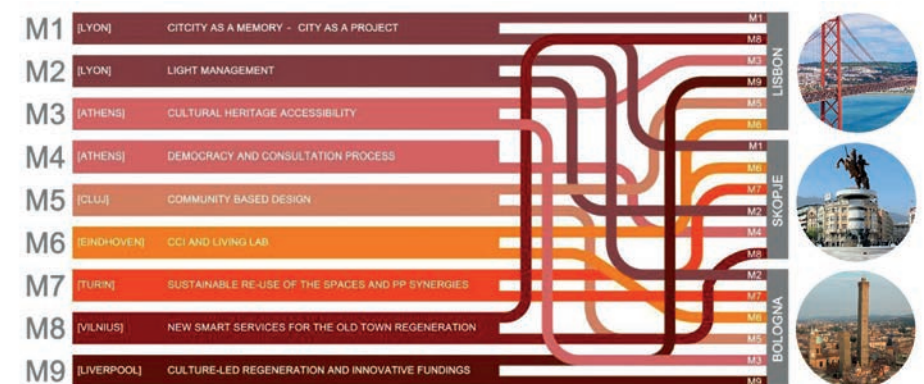 M1 [LYON] CITCITY AS A MEMORY - CITY AS A PROJECT
M2 [LYON] LIGHT MANAGEMENT
M3 [ATHENS] CULTURAL HERITAGE ACCESSIBILITY
M4 [ATHENS] DEMOCRACY AND CONSULTATION PROCESS
M5 [CLUJ] COMMUNITY BASED DESIGN
M6 [EINDHOVEN] CCI AND LIVING LAB
M7 [TURIN] SUSTAINABLE RE-USE OF THE SPACES AND PP SYNERGIES
M8 [VILNIUS] NEW SMART SERVICES FOR THE OLD TOWN REGENERATION
M9 [LIVERPOOL] CULTURE-LED REGENERATION AND INNOVATIVE FUNDINGS
M1
M8
M3
M9
M5
M6
LISBON
M1
M6
M7
M2
M4
M8
SKOPJE
M2
M7
M6
M5
M3
M9
BOLOGNA